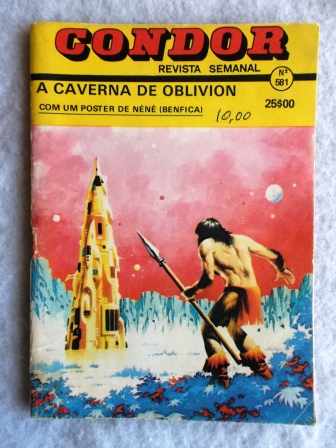 CONDOR
REVISTA SEMANAL
Nº 581
A CAVERNA DE OBLIVION
COM UM POSTER DE NÉNÉ (BENFICA)
25$00
10,00